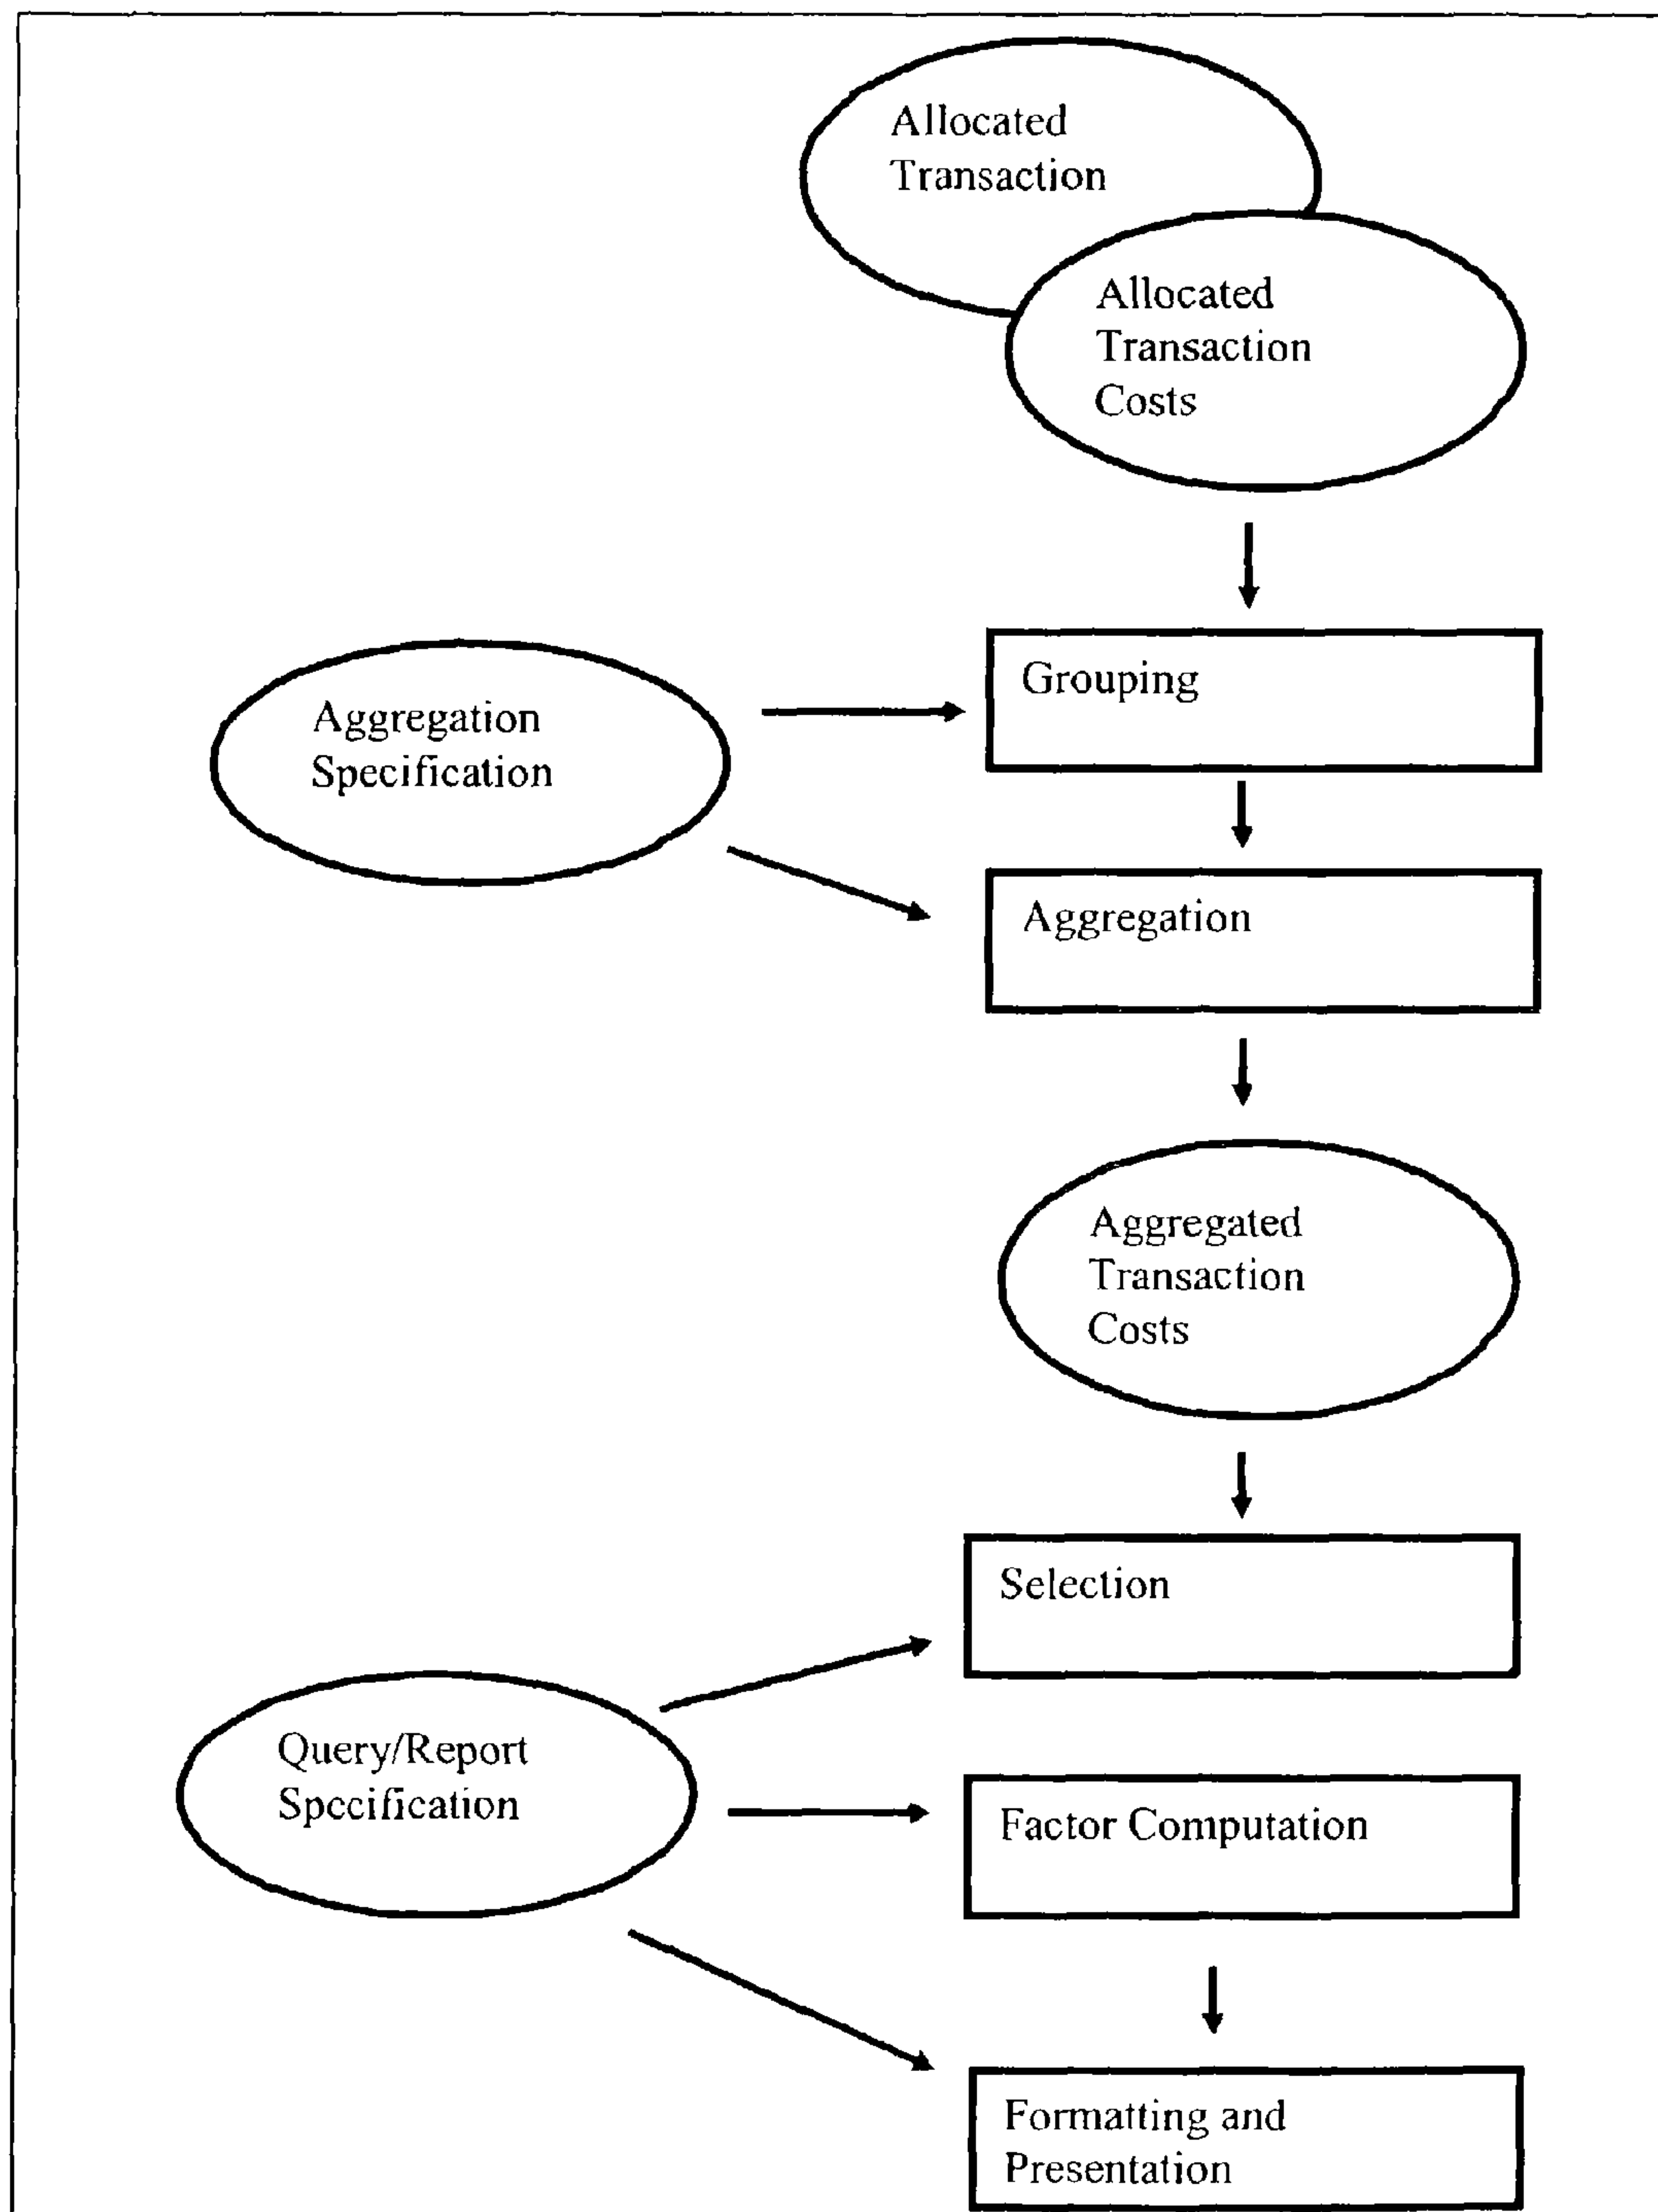 Allocated
Transaction
Allocated
Transaction
Costs
Grouping
Aggregation
Specification
Aggregation
Aggregated
Transaction
Costs
Selection
Query/Report
Specification
Factor Computation
Formatting and
Presentation